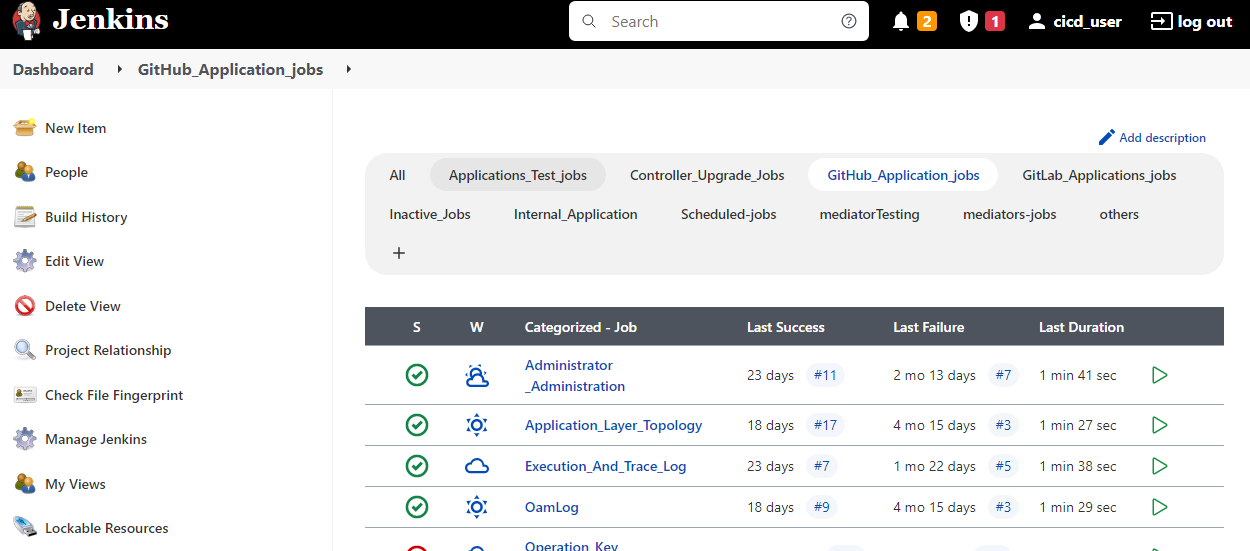 Jenkins
Search
2
1
cicd_user
log out
Dashboard
GitHub_Application_jobs
New Item
People
Build History
Edit View
Delete View
Project Relationship
Check File Fingerprint
Manage Jenkins
My Views
Lockable Resources
Add description
All Applications_Test_jobs Controller_Upgrade_Jobs GitHub_Application_jobs GitLab_Applications_jobs
Inactive_Jobs Internal_Application Scheduled-jobs mediatorTesting mediators-jobs others
+
S W Categorized - Job Last Success Last Failure Last Duration
Administrator
_Administration 23 days #11 2 mo 13 days #7 1 min 41 sec
Application_Layer_Topology 18 days #17 4 mo 15 days #3 1 min 27 sec
Execution_And_Trace_Log 23 days #7 1 mo 22 days #5 1 min 38 sec
OamLog 18 days #9 4 mo 15 days #3 1 min 29 sec
Operation_Key